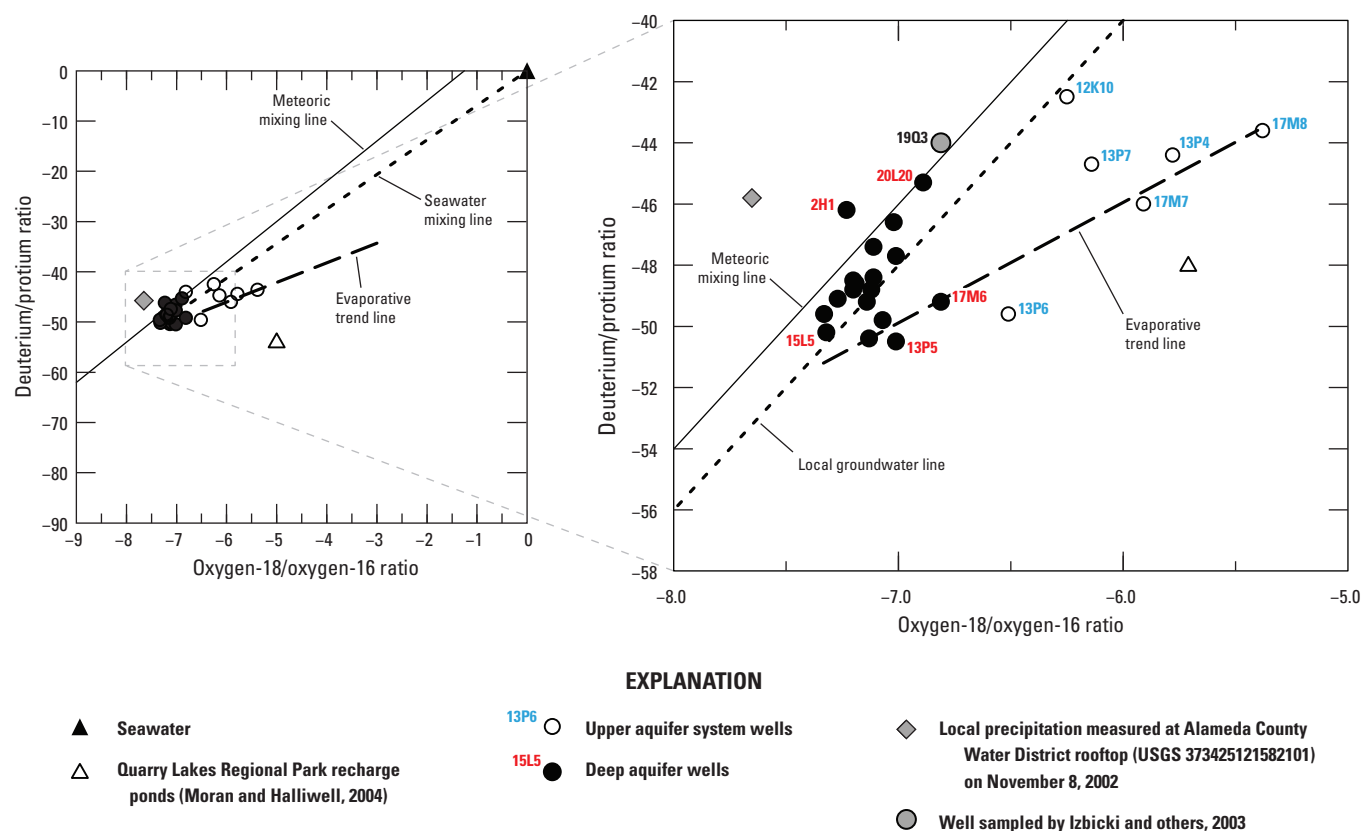 0
−10
−20
−30
−40
−50
−60
−70
−80
−90
Deuterium/protium ratio
−9
−8
−7
−6
−5
−4
−3
−2
−1
0
Oxygen-18/oxygen-16 ratio
Meteoric
mixing line
Seawater
mixing line
Evaporative
trend line
−40
−42
−44
−46
−48
−50
−52
−54
−56
−58
Deuterium/protium ratio
−8.0
−7.0
−6.0
−5.0
Oxygen-18/oxygen-16 ratio
12K10
17M8
19Q3
13P4
13P7
20L20
2H1
17M7
Meteoric
mixing line
17M6
13P6
15L5
13P5
Evaporative
trend line
Local groundwater line
EXPLANATION
Seawater
Quarry Lakes Regional Park recharge
ponds (Moran and Halliwell, 2004)
13P6
Upper aquifer system wells
15L5
Deep aquifer wells
Local precipitation measured at Alameda County
Water District rooftop (USGS 373425121582101)
on November 8, 2002
Well sampled by Izbicki and others, 2003